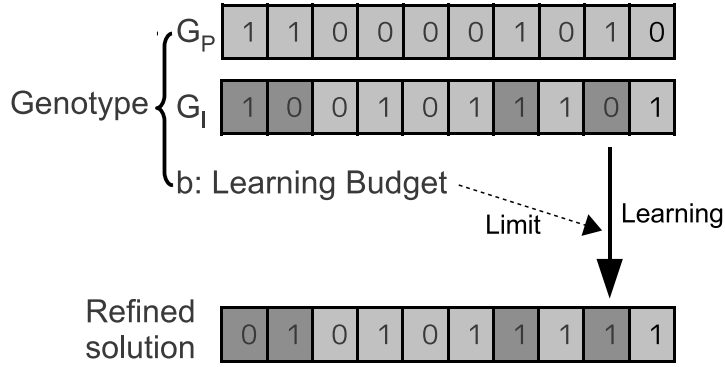 Genotype
G_P 1 1 0 0 0 0 1 0 1 0
G_I 1 0 0 1 0 1 1 1 0 1
b: Learning Budget
Limit
Learning
Refined
solution
0 1 0 1 0 1 1 1 1 1